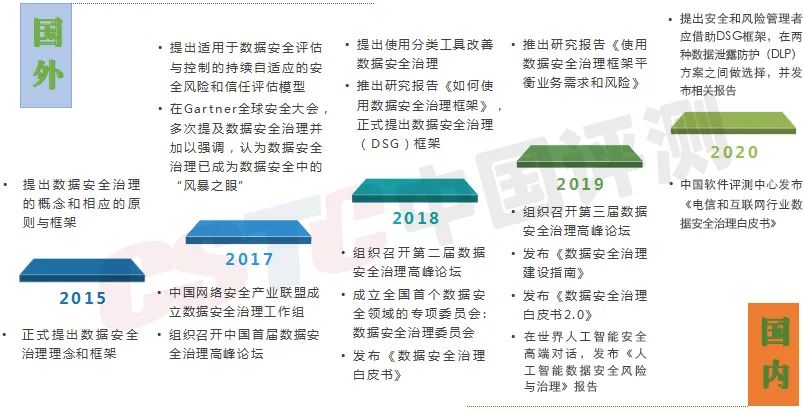 国外
• 提出数据安全治理
的概念和相应的原
则与框架
2015
• 正式提出数据安全
治理理念和框架
• 提出适用于数据安全评估
与控制的持续自适应的安
全风险和信任评估模型
• 在Gartner全球安全大会，
多次提及数据安全治理并
加以强调，认为数据安全
治理已成为数据安全中的
“风暴之眼”
2017
• 中国网络安全产业联盟成
立数据安全治理工作组
• 组织召开中国首届数据安
全治理高峰论坛
• 提出使用分类工具改善
数据安全治理
• 推出研究报告《如何使
用数据安全治理框架》，
正式提出数据安全治理
（DSG）框架
2018
• 组织召开第二届数据
安全治理高峰论坛
• 成立全国首个数据安
全领域的专项委员会：
数据安全治理委员会
• 发布《数据安全治理
白皮书》
• 推出研究报告《使用
数据安全治理框架平
衡业务需求和风险》
2019
• 组织召开第三届数据
安全治理高峰论坛
• 发布《数据安全治理
建设指南》
• 发布《数据安全治理
白皮书2.0》
• 在世界人工智能安全
高端对话，发布《人
工智能数据安全风险
与治理》报告
• 提出安全和风险管理者
应借助DSG框架，在两
种数据泄露防护（DLP）
方案之间做选择，并发
布相关报告
2020
• 中国软件评测中心发布
《电信和互联网行业数
据安全治理白皮书》
国内
CSTC中国评测